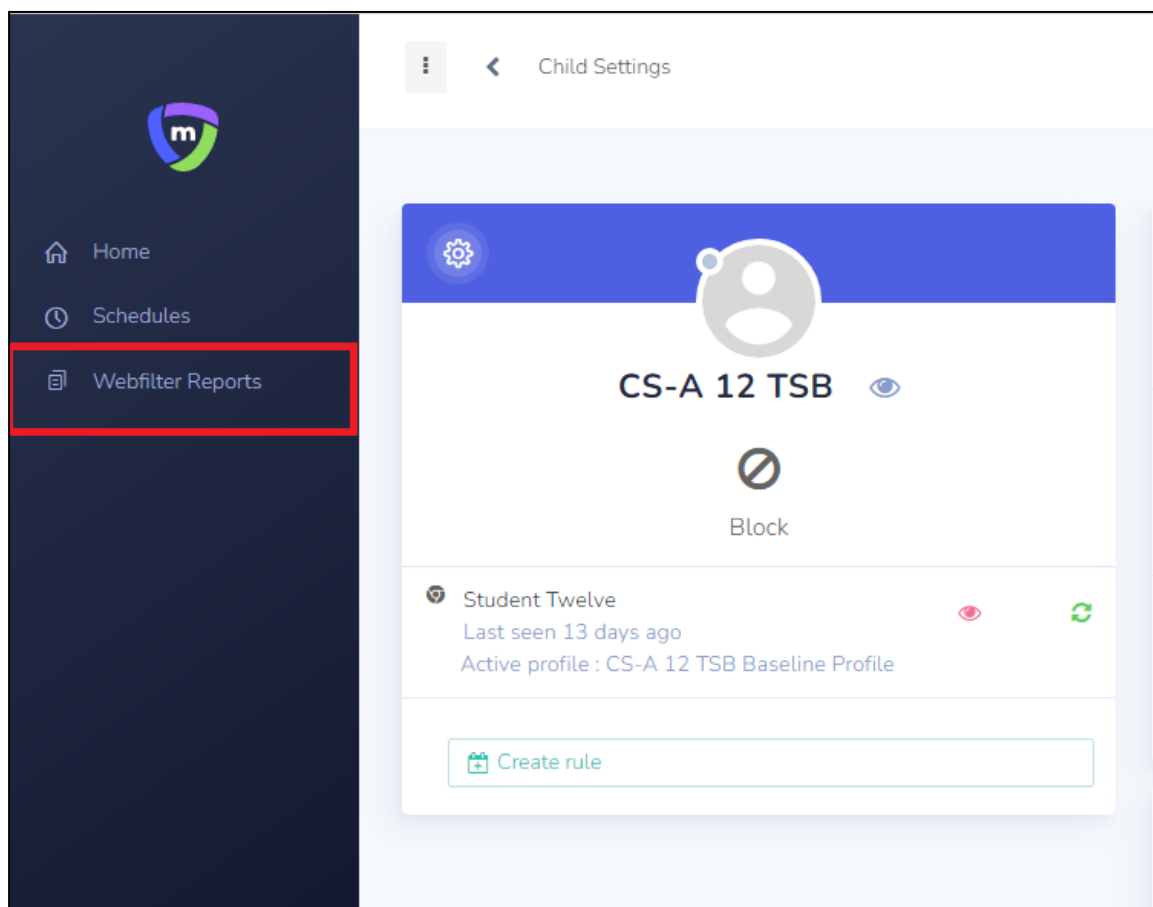 Child Settings
m
Home
Schedules
Webfilter Reports
CS-A 12 TSB
Block
Student Twelve
Last seen 13 days ago
Active profile : CS-A 12 TSB Baseline Profile
Create rule